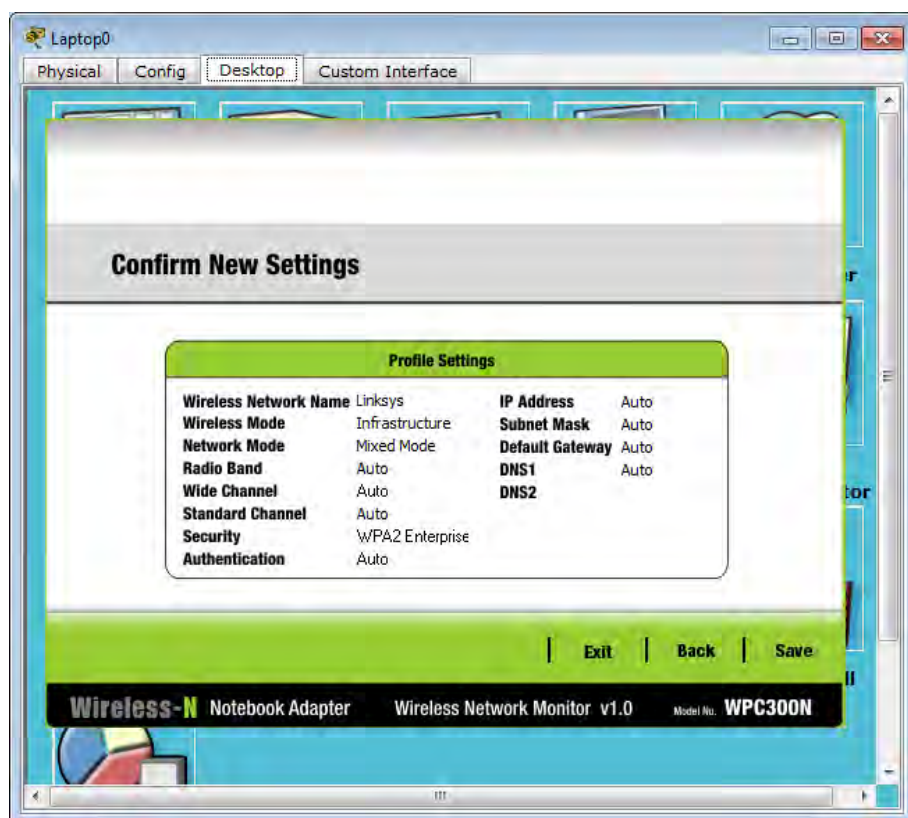 Laptop0
Physical Config Desktop Custom Interface
Confirm New Settings
Profile Settings
Wireless Network Name Linksys
Wireless Mode Infrastructure
Network Mode Mixed Mode
Radio Band Auto
Wide Channel Auto
Standard Channel Auto
Security WPA2 Enterprise
Authentication Auto
IP Address Auto
Subnet Mask Auto
Default Gateway Auto
DNS1 Auto
DNS2
r
tor
ll
Exit Back Save
Wireless-N Notebook Adapter Wireless Network Monitor v1.0 Model No. WPC300N